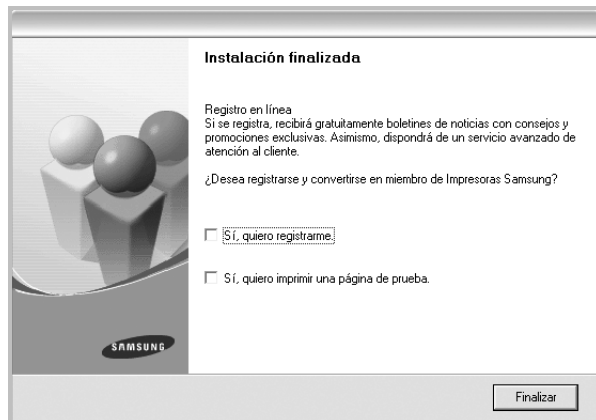 Instalación finalizada
Registro en línea
Si se registra, recibirá gratuitamente boletines de noticias con consejos y
promociones exclusivas. Asimismo, dispondrá de un servicio avanzado de
atención al cliente.
¿Desea registrarse y convertirse en miembro de Impresoras Samsung?
Sí, quiero registrarme.
Sí, quiero imprimir una página de prueba.
SAMSUNG
Finalizar